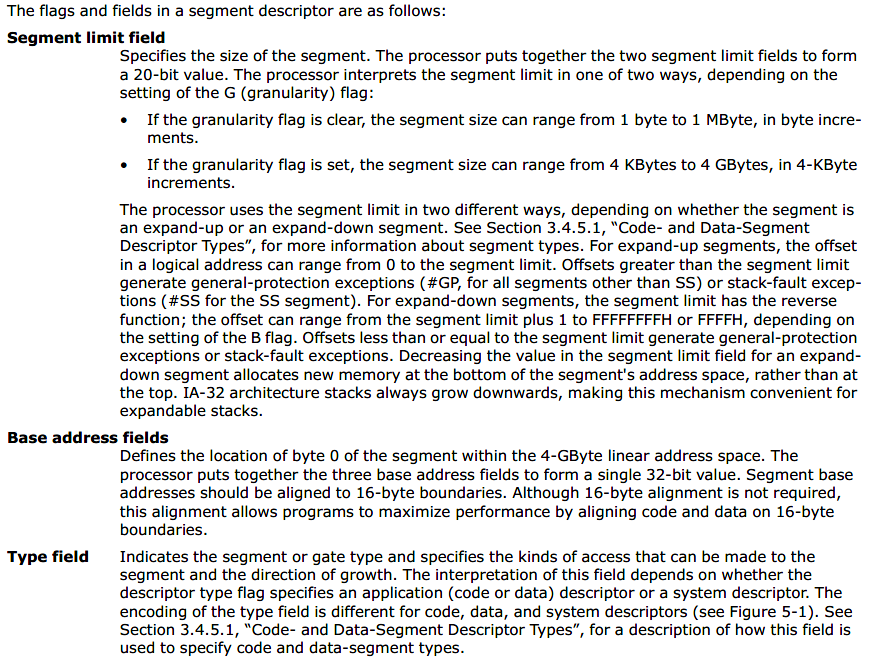 The flags and fields in a segment descriptor are as follows:
Segment limit field
Specifies the size of the segment. The processor puts together the two segment limit fields to form
a 20-bit value. The processor interprets the segment limit in one of two ways, depending on the
setting of the G (granularity) flag:
• If the granularity flag is clear, the segment size can range from 1 byte to 1 MByte, in byte incre-
ments.
• If the granularity flag is set, the segment size can range from 4 KBytes to 4 GBytes, in 4-KByte
increments.
The processor uses the segment limit in two different ways, depending on whether the segment is
an expand-up or an expand-down segment. See Section 3.4.5.1, “Code- and Data-Segment
Descriptor Types”, for more information about segment types. For expand-up segments, the offset
in a logical address can range from 0 to the segment limit. Offsets greater than the segment limit
generate general-protection exceptions (#GP, for all segments other than SS) or stack-fault excep-
tions (#SS for the SS segment). For expand-down segments, the segment limit has the reverse
function; the offset can range from the segment limit plus 1 to FFFFFFFFH or FFFFH, depending on
the setting of the B flag. Offsets less than or equal to the segment limit generate general-protection
exceptions or stack-fault exceptions. Decreasing the value in the segment limit field for an expand-
down segment allocates new memory at the bottom of the segment's address space, rather than at
the top. IA-32 architecture stacks always grow downwards, making this mechanism convenient for
expandable stacks.
Base address fields
Defines the location of byte 0 of the segment within the 4-GByte linear address space. The
processor puts together the three base address fields to form a single 32-bit value. Segment base
addresses should be aligned to 16-byte boundaries. Although 16-byte alignment is not required,
this alignment allows programs to maximize performance by aligning code and data on 16-byte
boundaries.
Type field Indicates the segment or gate type and specifies the kinds of access that can be made to the
segment and the direction of growth. The interpretation of this field depends on whether the
descriptor type flag specifies an application (code or data) descriptor or a system descriptor. The
encoding of the type field is different for code, data, and system descriptors (see Figure 5-1). See
Section 3.4.5.1, “Code- and Data-Segment Descriptor Types”, for a description of how this field is
used to specify code and data-segment types.